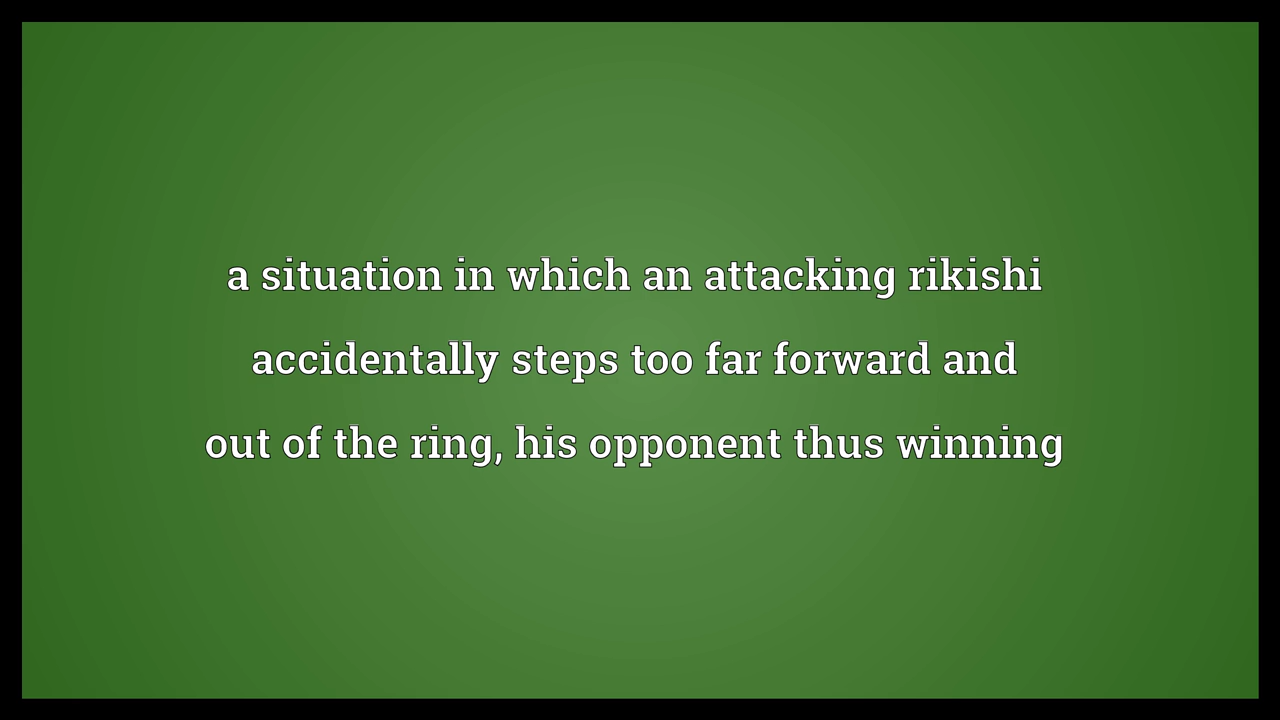 a situation in which an attacking rikishi
accidentally steps too far forward and
out of the ring, his opponent thus winning